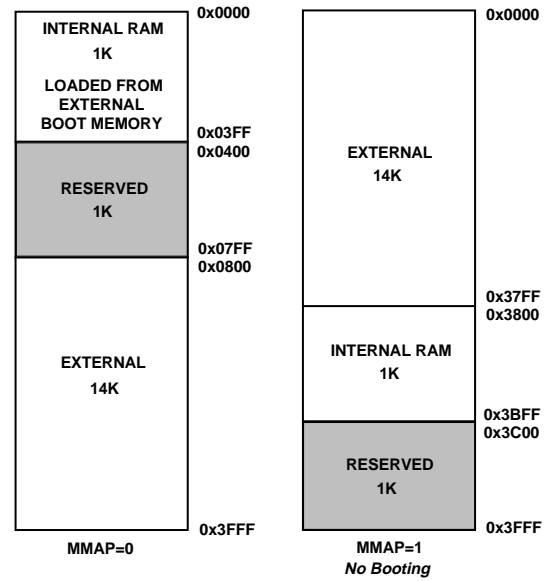 0x0000
INTERNAL RAM
1K
LOADED FROM
EXTERNAL
BOOT MEMORY
0x03FF
0x0400
RESERVED
1K
0x07FF
0x0800
EXTERNAL
14K
0x3FFF
MMAP=0
0x0000
EXTERNAL
14K
0x37FF
0x3800
INTERNAL RAM
1K
0x3BFF
0x3C00
RESERVED
1K
0x3FFF
MMAP=1
No Booting